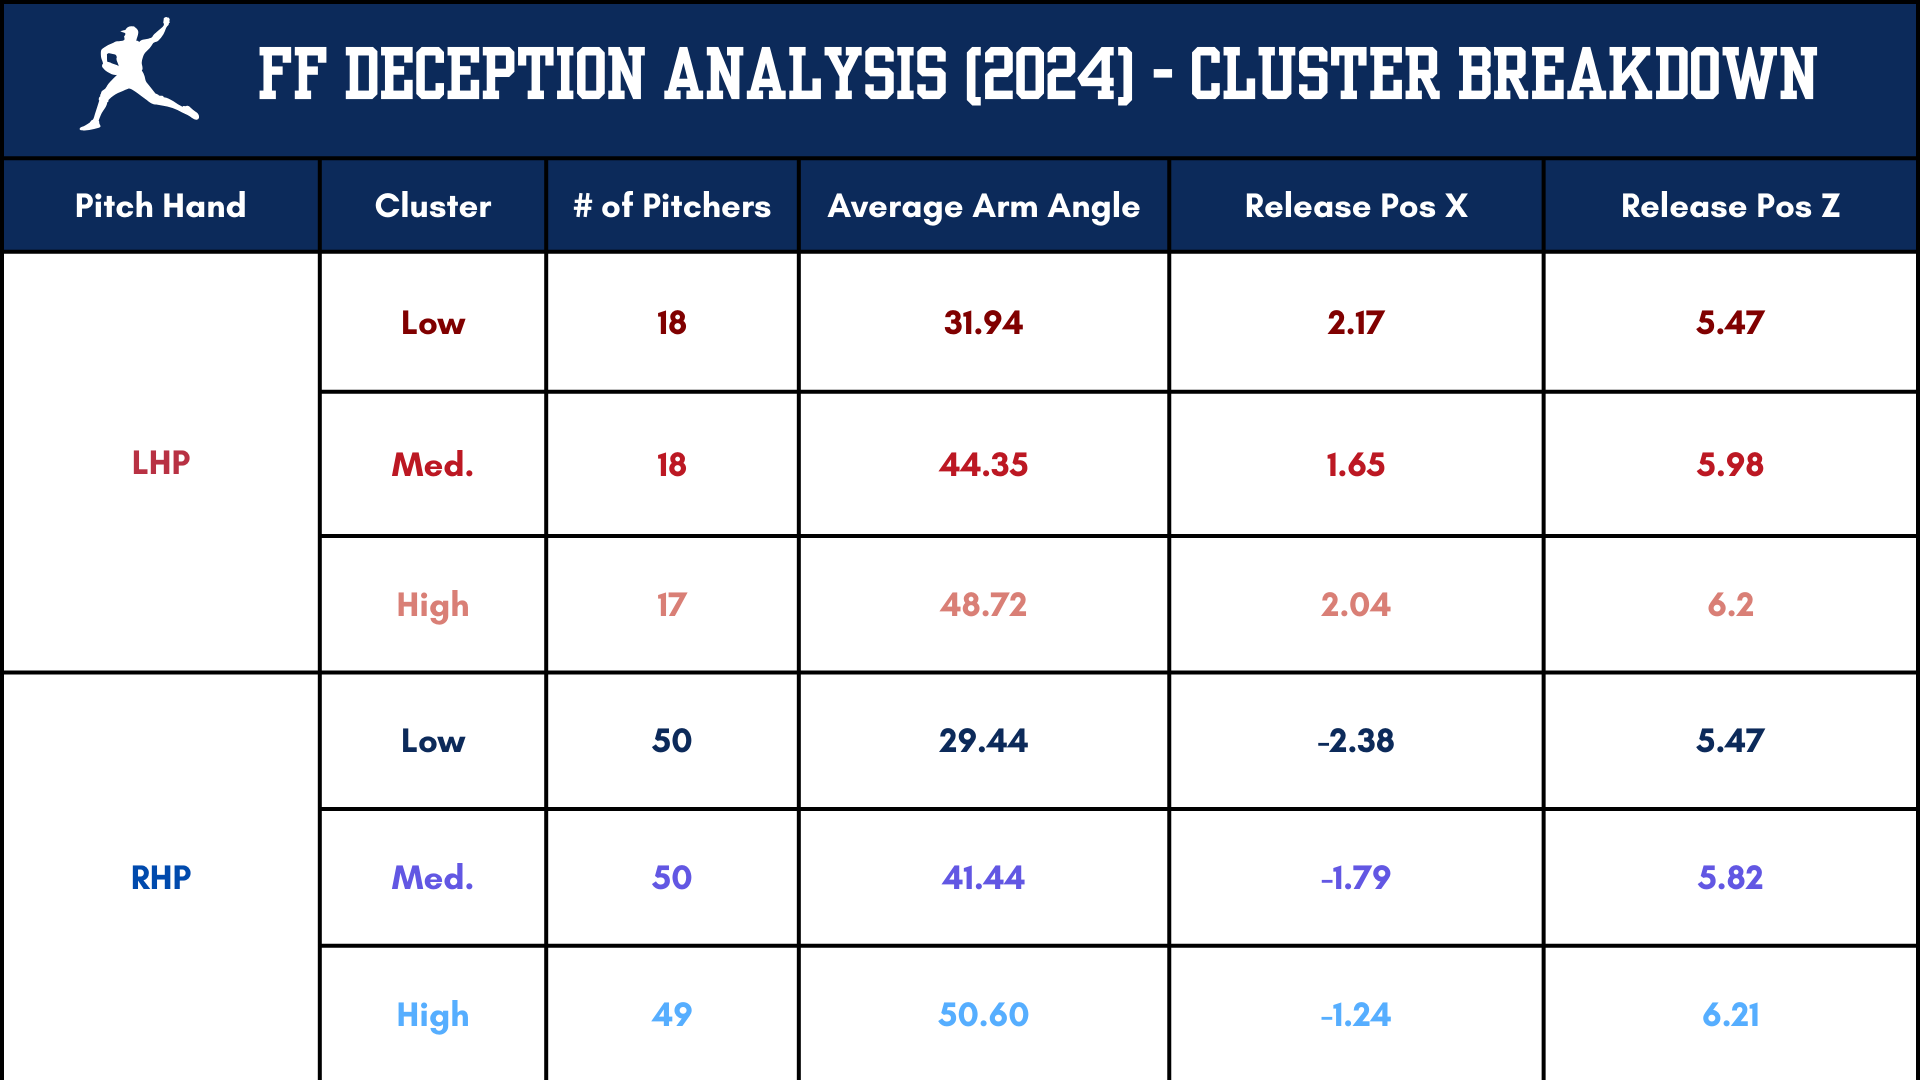 FF DECEPTION ANALYSIS (2024) - CLUSTER BREAKDOWN
Pitch Hand Cluster # of Pitchers Average Arm Angle Release Pos X Release Pos Z
LHP
Low 18 31.94 2.17 5.47
Med. 18 44.35 1.65 5.98
High 17 48.72 2.04 6.2
RHP
Low 50 29.44 -2.38 5.47
Med. 50 41.44 -1.79 5.82
High 49 50.60 -1.24 6.21